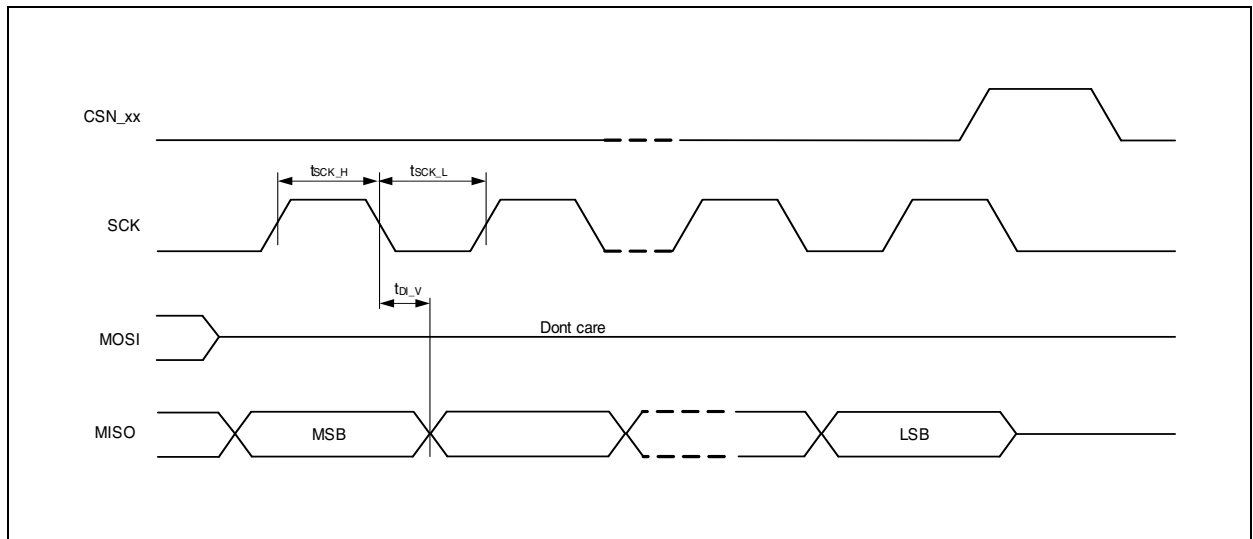 CSN_xx
tSCK_H
tSCK_L
SCK
tDI_V
Dont care
MOSI
MISO
MSB
LSB